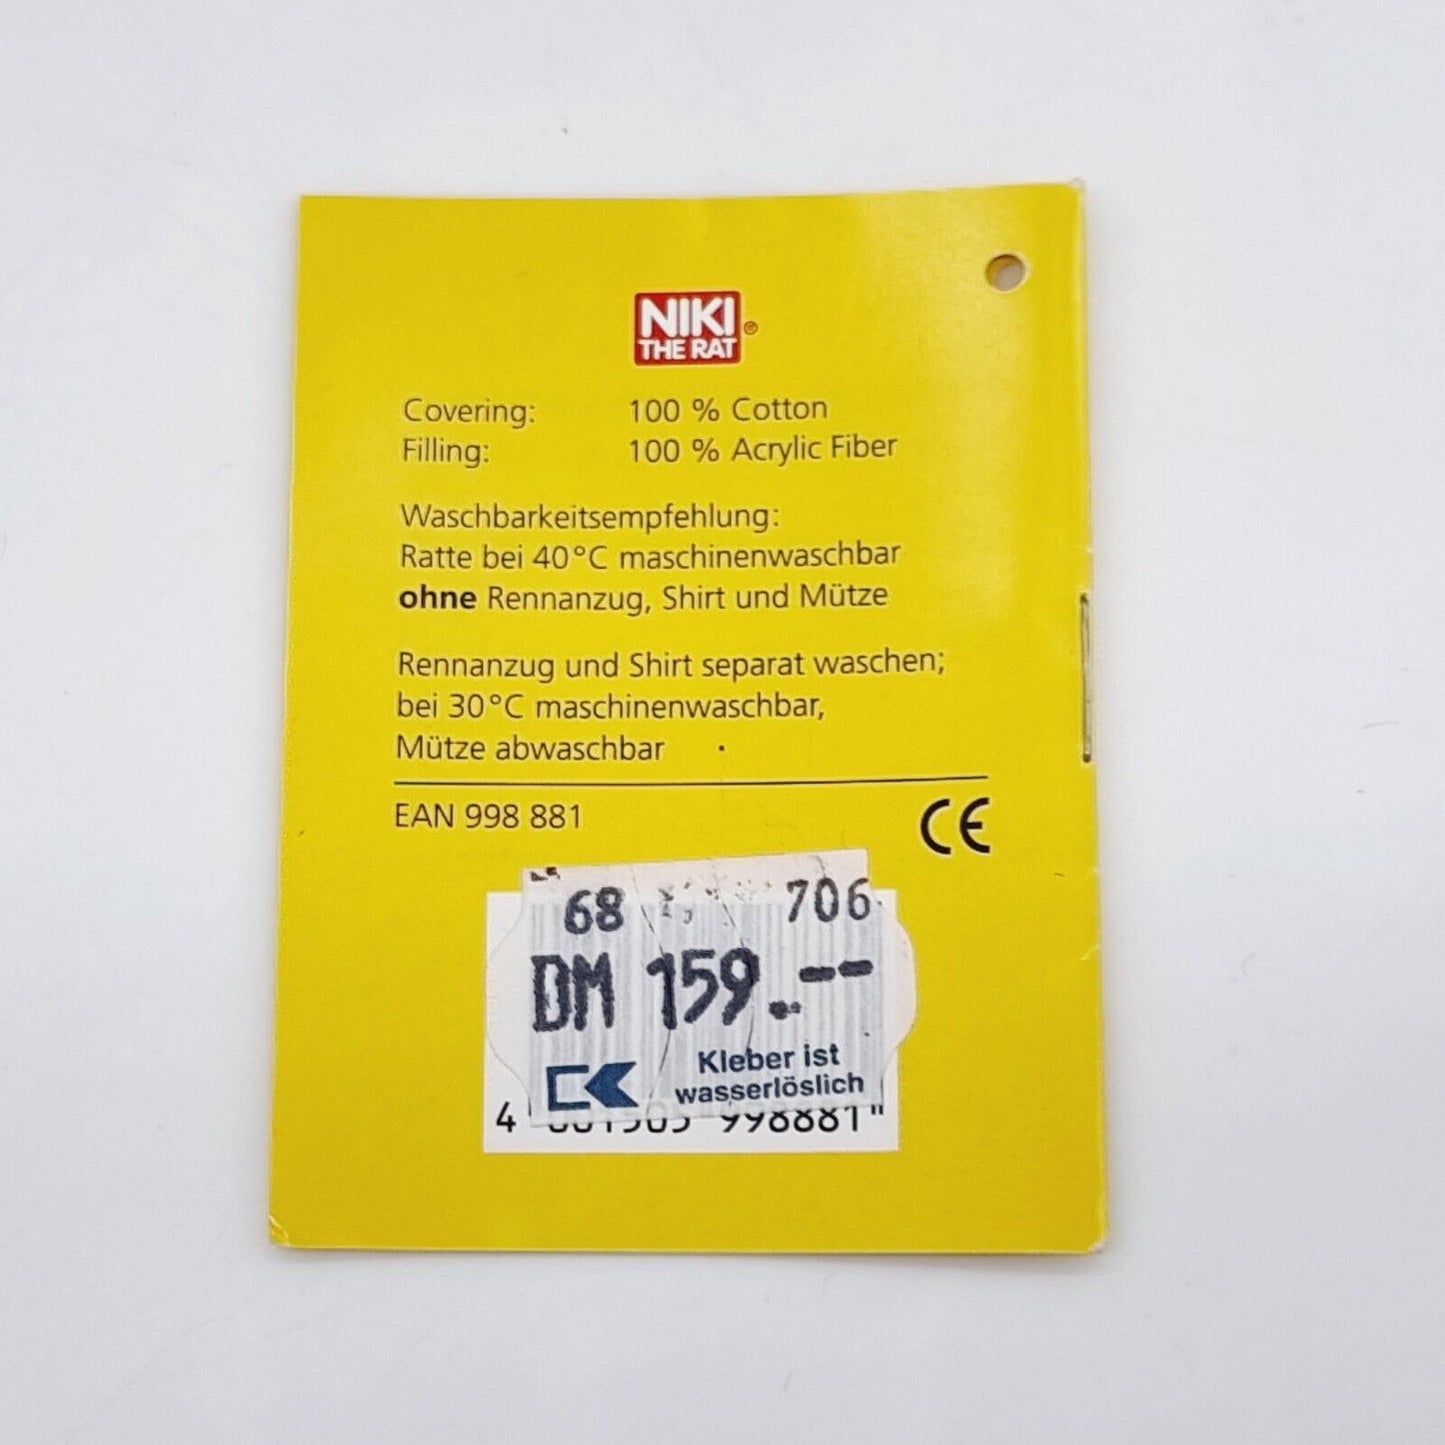 NIKI ®
THE RAT
Covering: 100 % Cotton
Filling: 100 % Acrylic Fiber
Waschbarkeitsempfehlung:
Ratte bei 40°C maschinenwaschbar
ohne Rennanzug, Shirt und Mütze
Rennanzug und Shirt separat waschen;
bei 30°C maschinenwaschbar,
Mütze abwaschbar
EAN 998 881
CE
68 706
DM 159.--
CK Kleber ist
wasserlöslich
4 998881